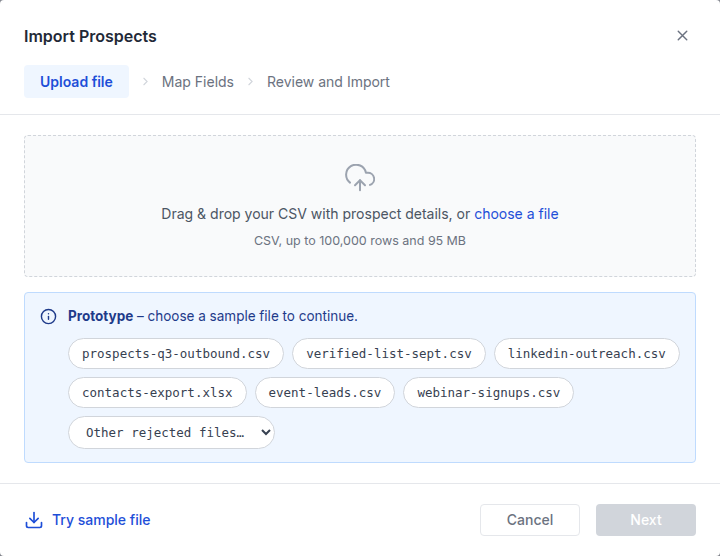 Import Prospects
Upload file > Map Fields > Review and Import
Drag & drop your CSV with prospect details, or choose a file
CSV, up to 100,000 rows and 95 MB
Prototype – choose a sample file to continue.
prospects-q3-outbound.csv verified-list-sept.csv linkedin-outreach.csv
contacts-export.xlsx event-leads.csv webinar-signups.csv
Other rejected files…
Try sample file Cancel Next